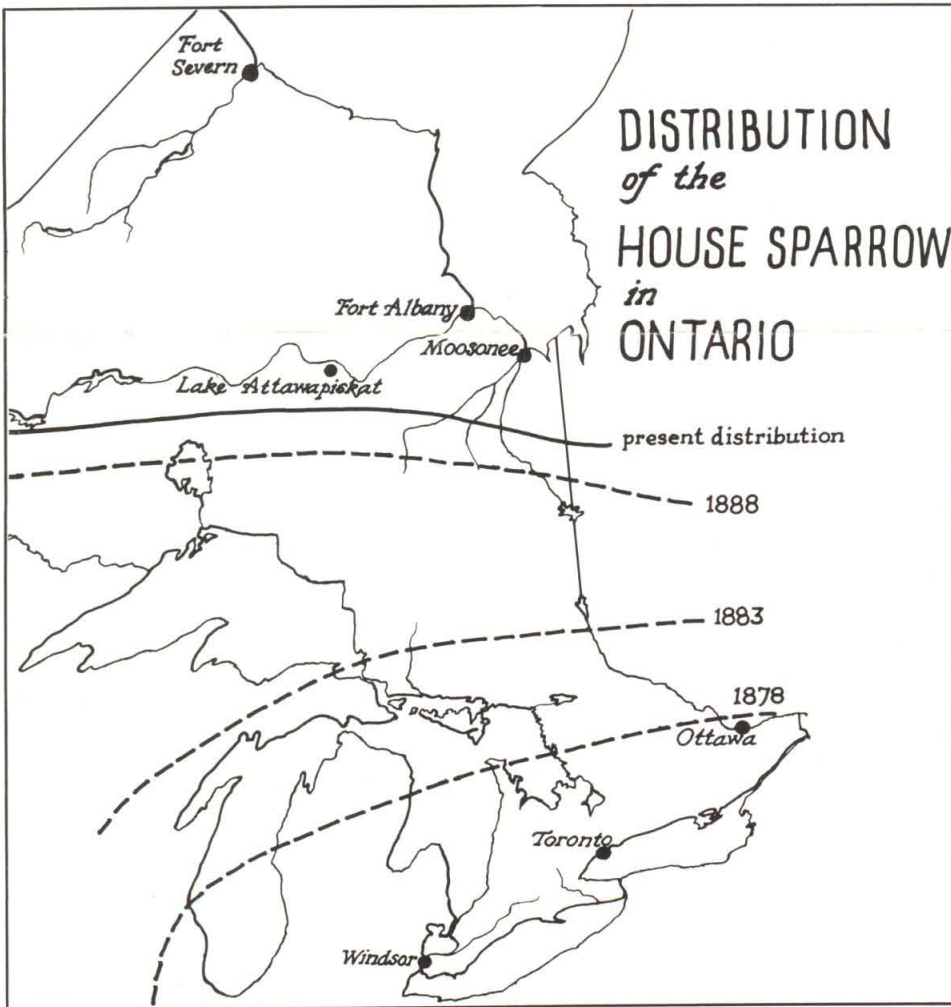 Fort
Severn
DISTRIBUTION
of the
HOUSE SPARROW
in
ONTARIO
Fort Albany
Moosonee
Lake Attawapiskat
present distribution
1888
1883
1878
Ottawa
Toronto
Windsor